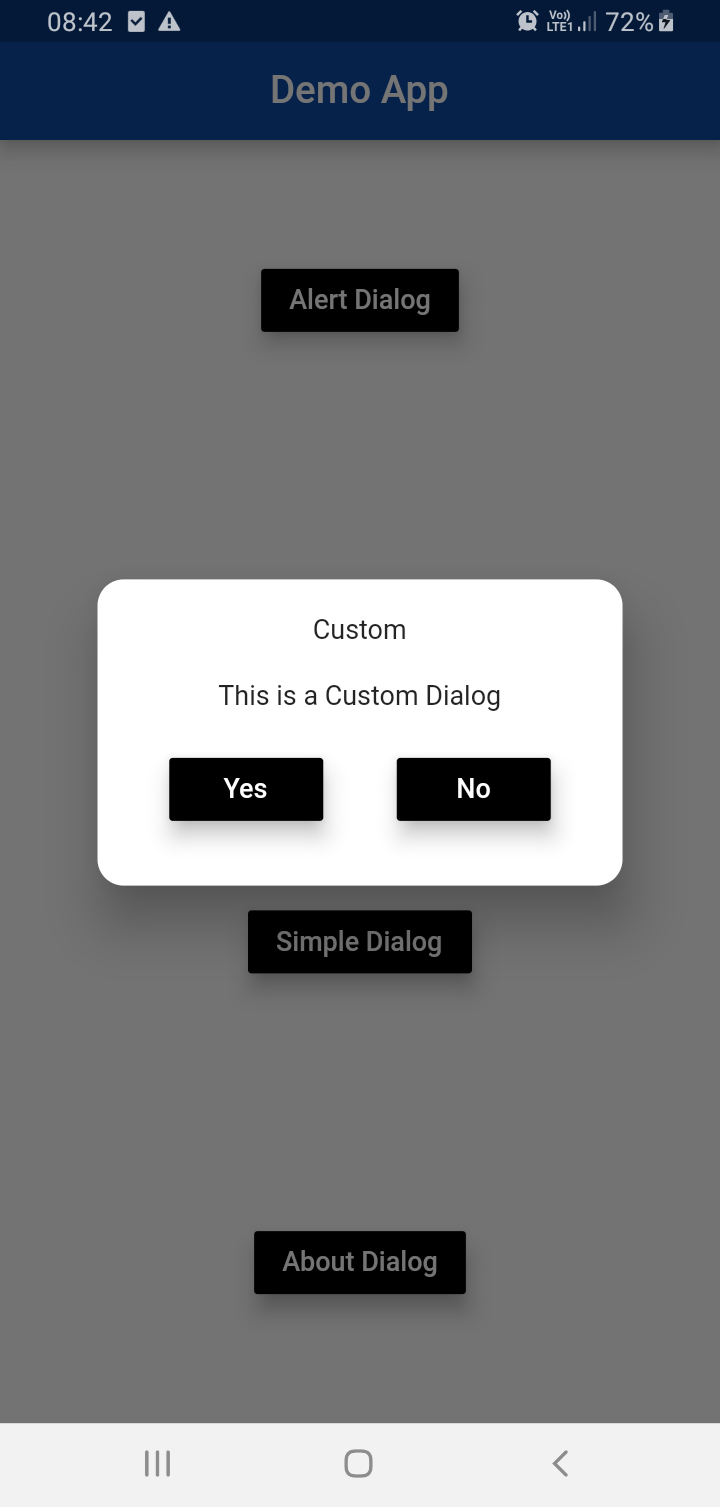 08:42 Vo)) LTE1 72%
Demo App
Alert Dialog
Custom
This is a Custom Dialog
Yes No
Simple Dialog
About Dialog